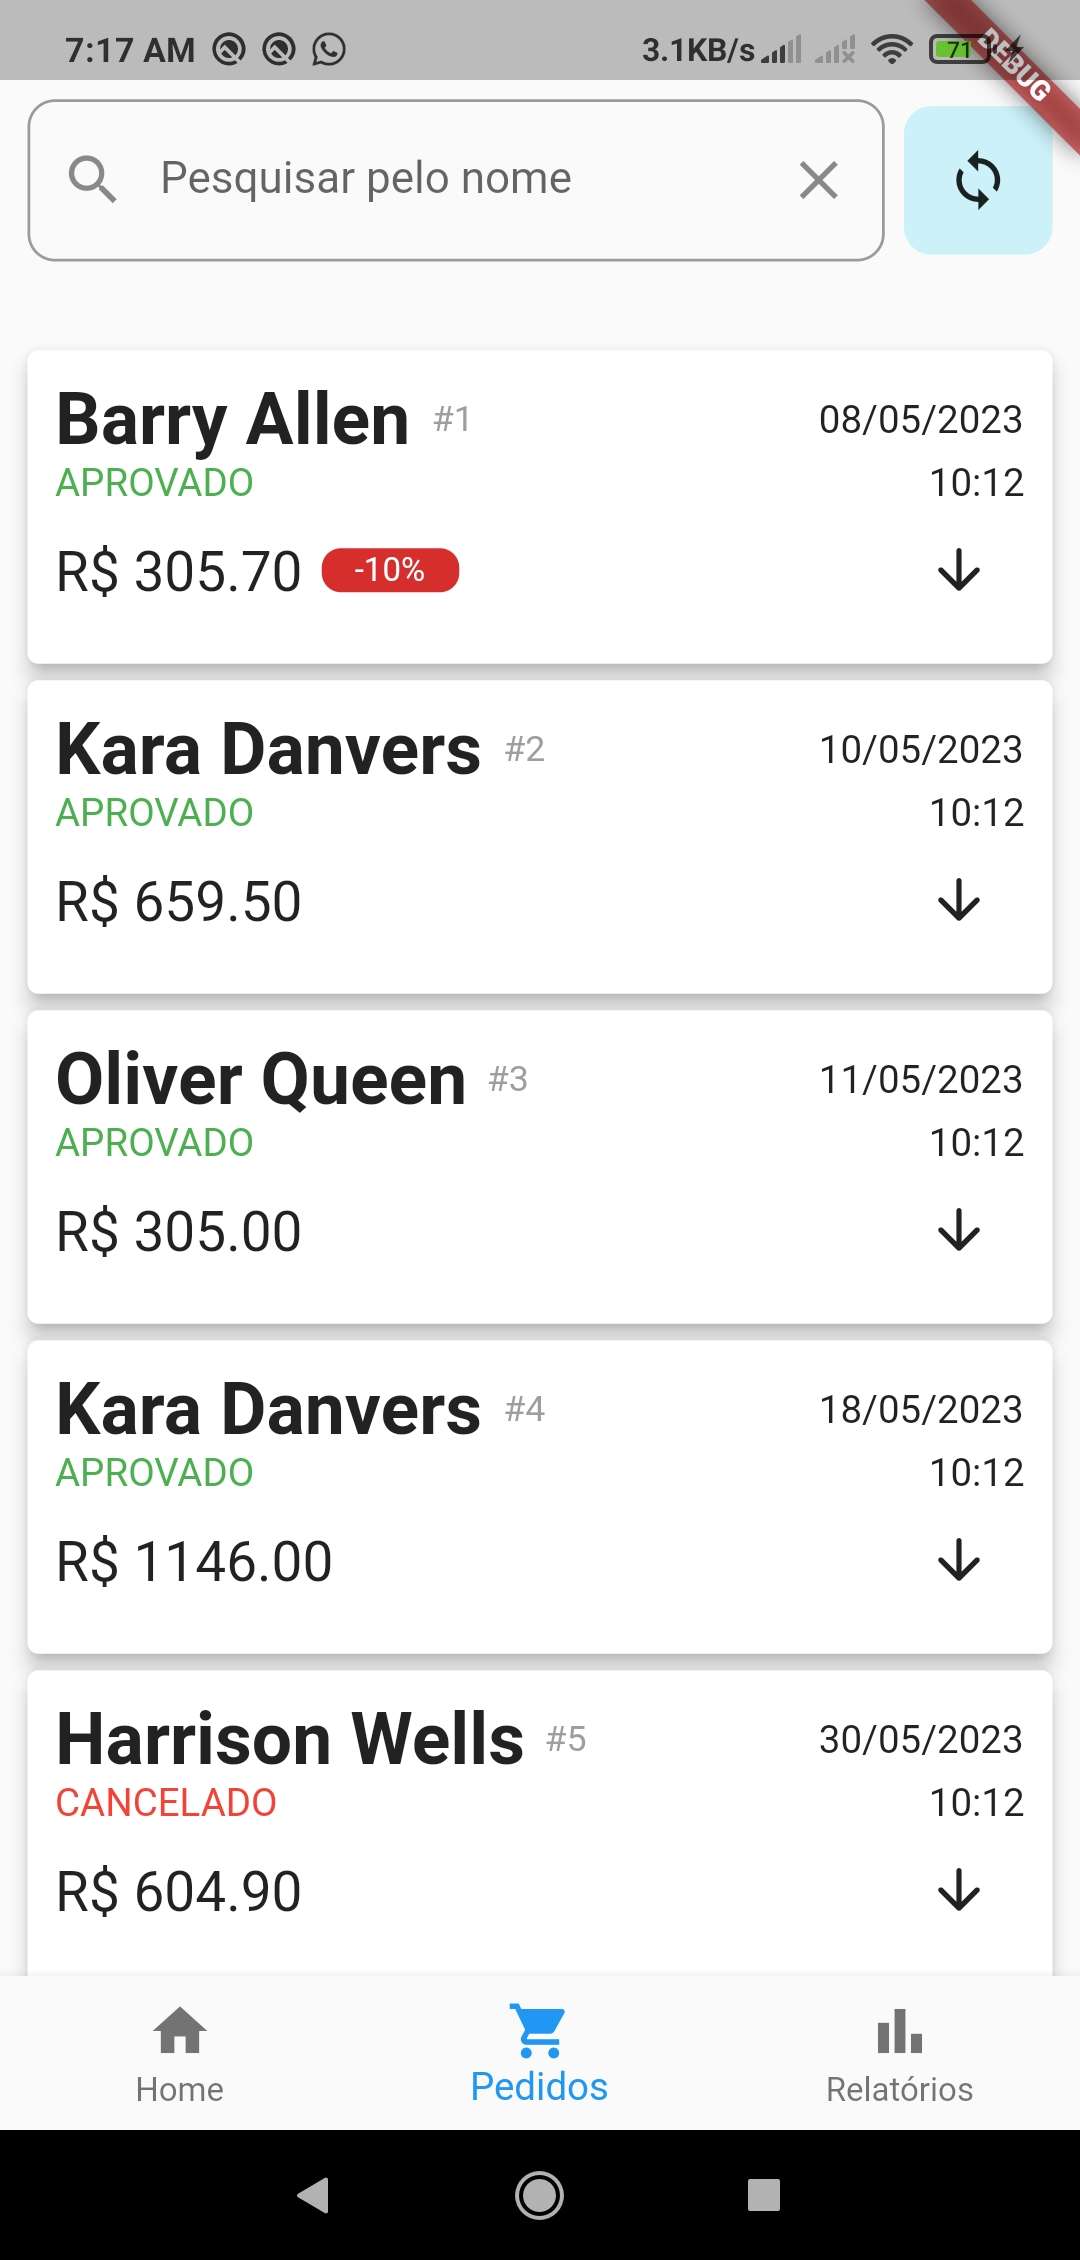 7:17 AM 3.1KB/s 71
DEBUG
Pesquisar pelo nome
Barry Allen #1 08/05/2023
APROVADO 10:12
R$ 305.70 -10%
Kara Danvers #2 10/05/2023
APROVADO 10:12
R$ 659.50
Oliver Queen #3 11/05/2023
APROVADO 10:12
R$ 305.00
Kara Danvers #4 18/05/2023
APROVADO 10:12
R$ 1146.00
Harrison Wells #5 30/05/2023
CANCELADO 10:12
R$ 604.90
Home Pedidos Relatórios